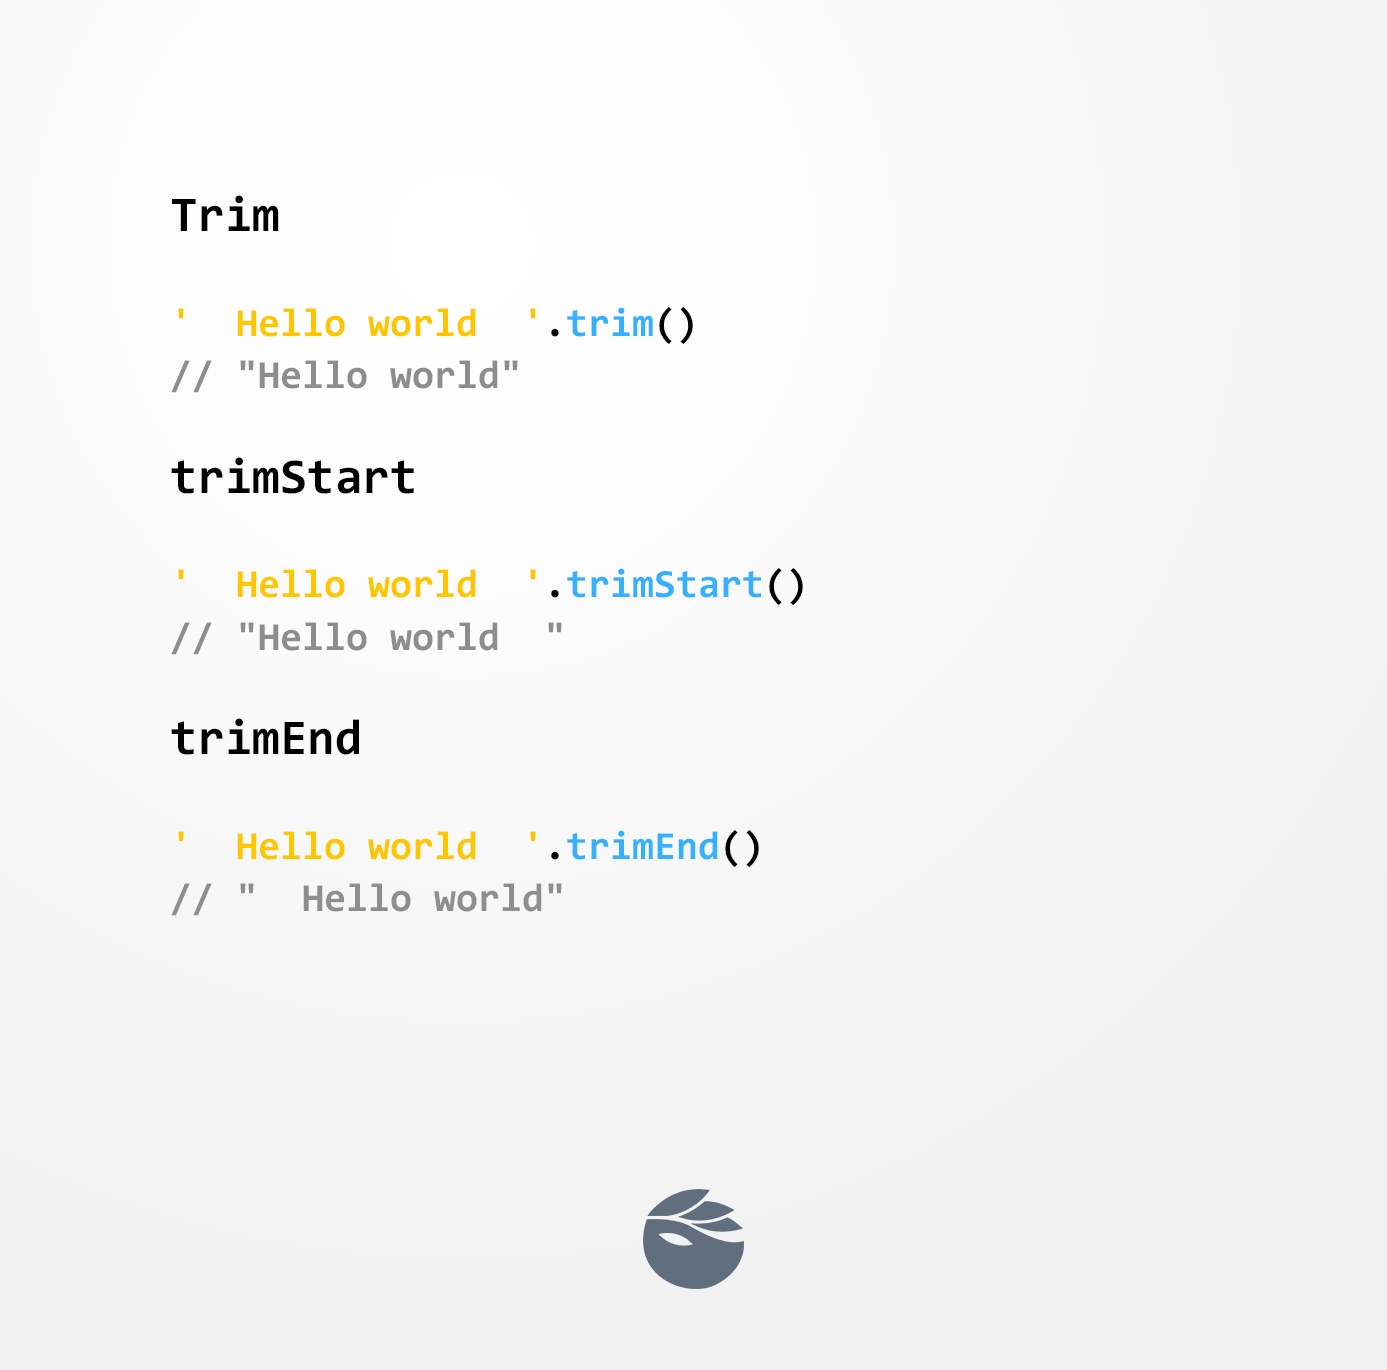 Trim
'  Hello world  '.trim()
// "Hello world"
trimStart
'  Hello world  '.trimStart()
// "Hello world  "
trimEnd
'  Hello world  '.trimEnd()
// "  Hello world"